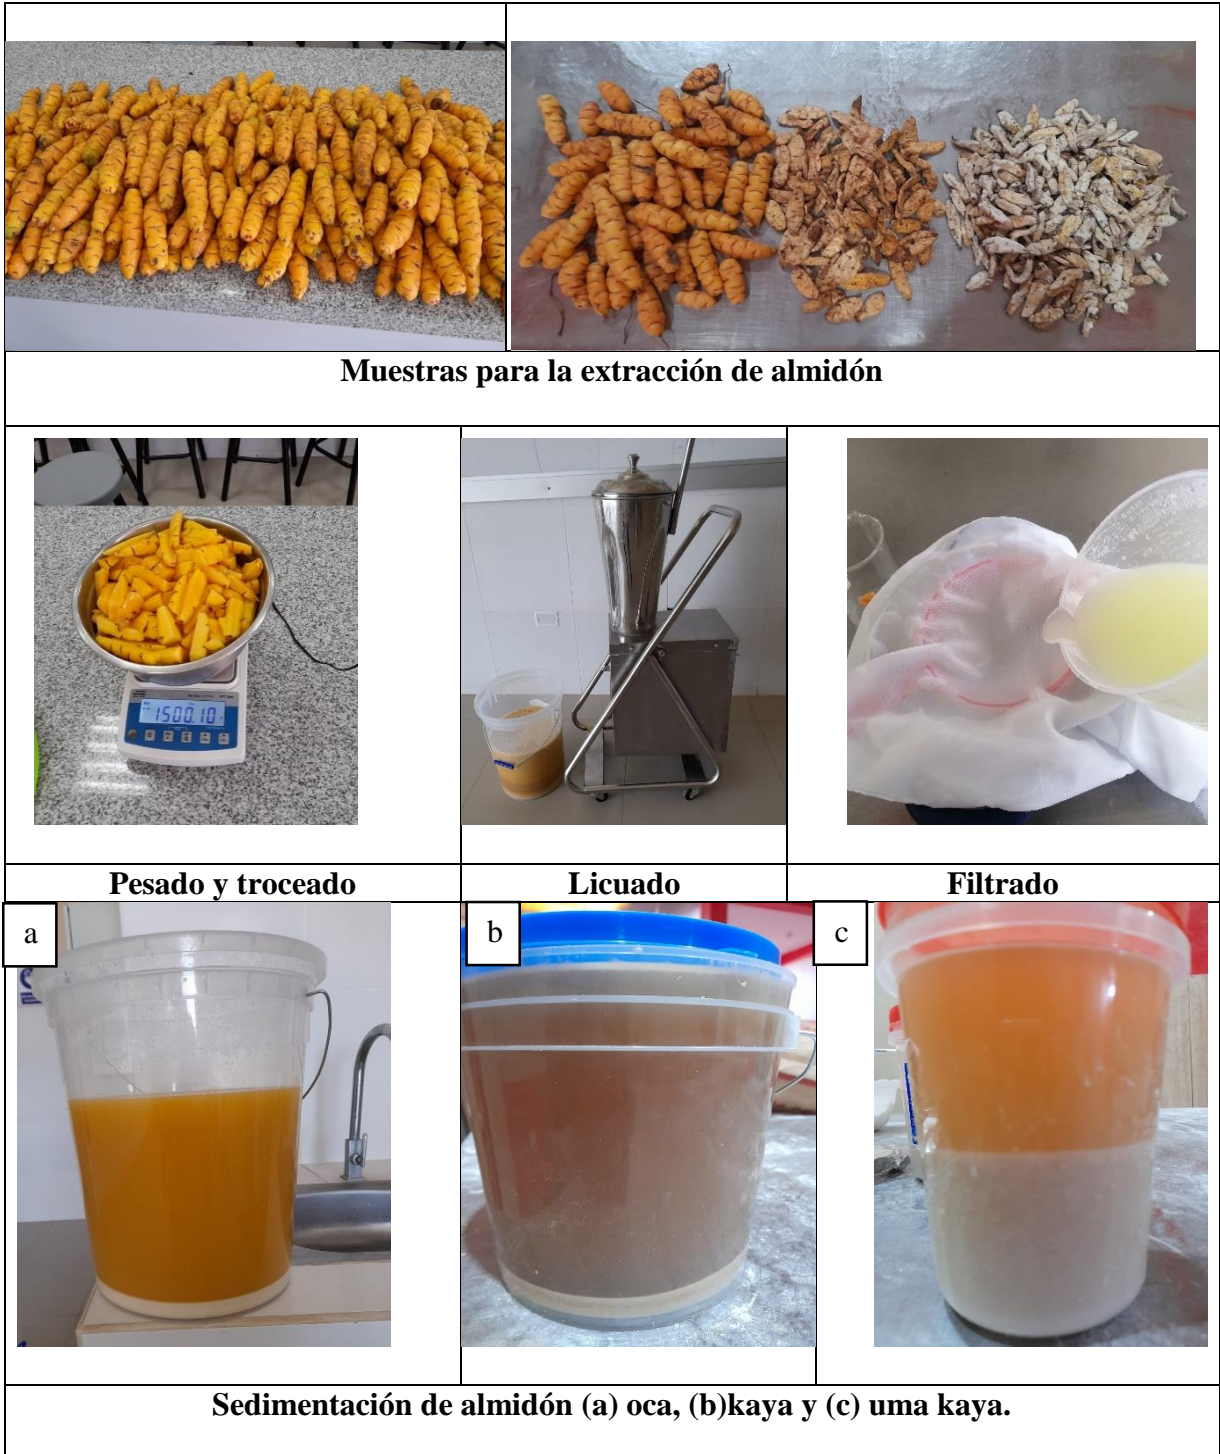 Muestras para la extracción de almidón
1500.10
Pesado y troceado
Licuado
Filtrado
a
b
c
Sedimentación de almidón (a) oca, (b)kaya y (c) uma kaya.